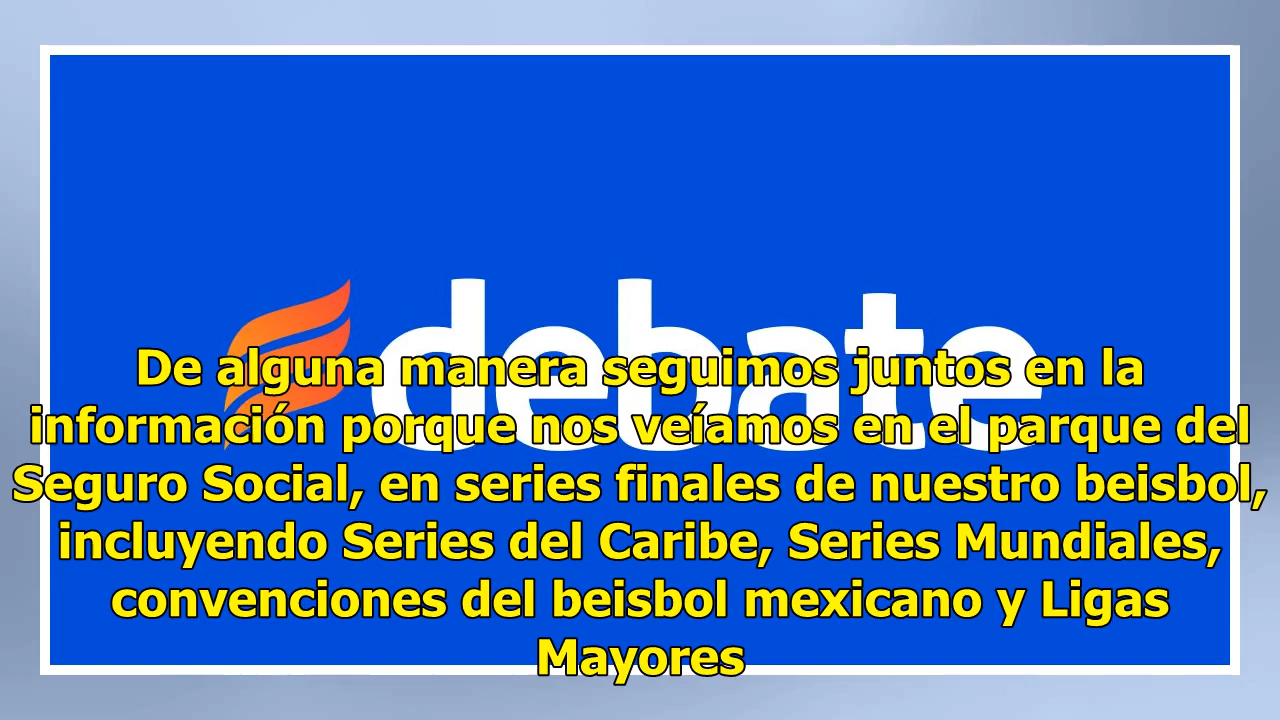 debate
De alguna manera seguimos juntos en la
información porque nos veíamos en el parque del
Seguro Social, en series finales de nuestro beisbol,
incluyendo Series del Caribe, Series Mundiales,
convenciones del beisbol mexicano y Ligas
Mayores